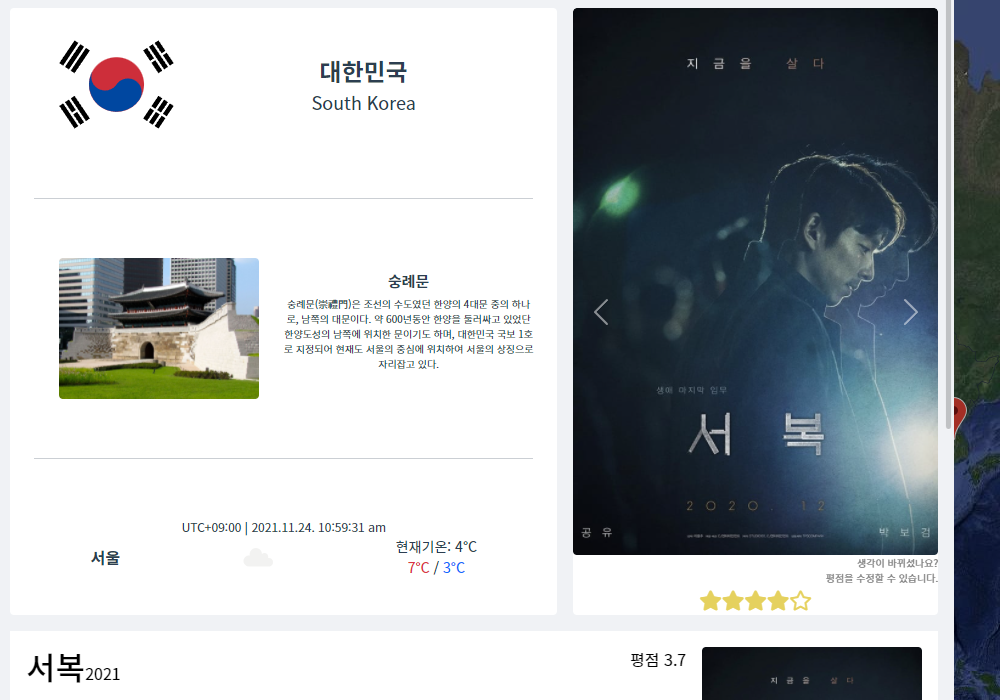 대한민국
South Korea
숭례문
숭례문(崇禮門)은 조선의 수도였던 한양의 4대문 중의 하나
로, 남쪽의 대문이다. 약 600년동안 한양을 둘러싸고 있었던
한양도성의 남쪽에 위치한 문이기도 하며, 대한민국 국보 1호
로 지정되어 현재도 서울의 중심에 위치하여 서울의 상징으로
자리잡고 있다.
UTC+09:00 | 2021.11.24. 10:59:31 am
서울
현재기온: 4°C
7°C / 3°C
지금을 살다
생애 마지막 임무
서복
2020. 12
공유
박보검
생각이 바뀌셨나요?
평점을 수정할 수 있습니다.
서복2021
평점 3.7
지금을 살다